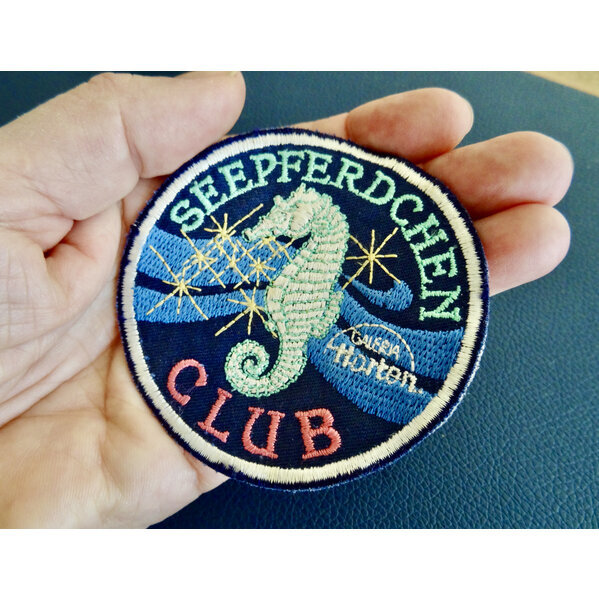 SEEPFERDCHEN
GALERIA
Horten
CLUB